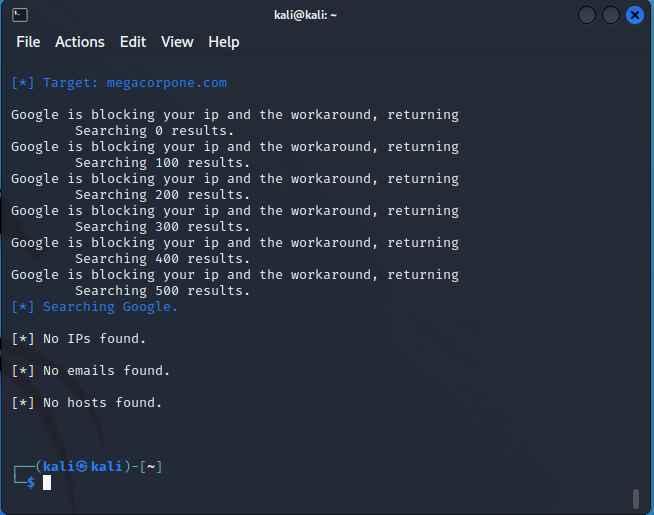 kali@kali: ~
File Actions Edit View Help
[*] Target: megacorpone.com
Google is blocking your ip and the workaround, returning
Searching 0 results.
Google is blocking your ip and the workaround, returning
Searching 100 results.
Google is blocking your ip and the workaround, returning
Searching 200 results.
Google is blocking your ip and the workaround, returning
Searching 300 results.
Google is blocking your ip and the workaround, returning
Searching 400 results.
Google is blocking your ip and the workaround, returning
Searching 500 results.
[*] Searching Google.
[*] No IPs found.
[*] No emails found.
[*] No hosts found.
┌──(kali㉿kali)-[~]
└─$